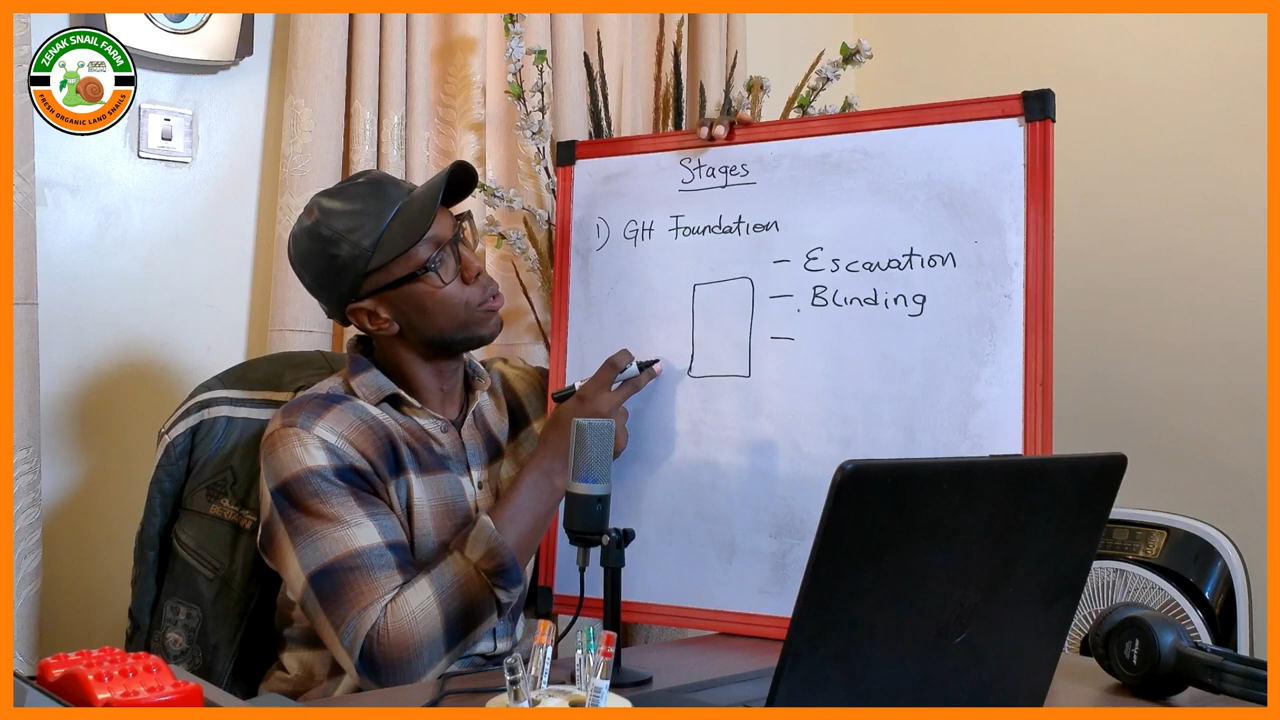 ZENAK SNAIL FARM
FRESH ORGANIC LAND SNAILS
Stages
1) GH Foundation
- Escavation
- Blinding
-